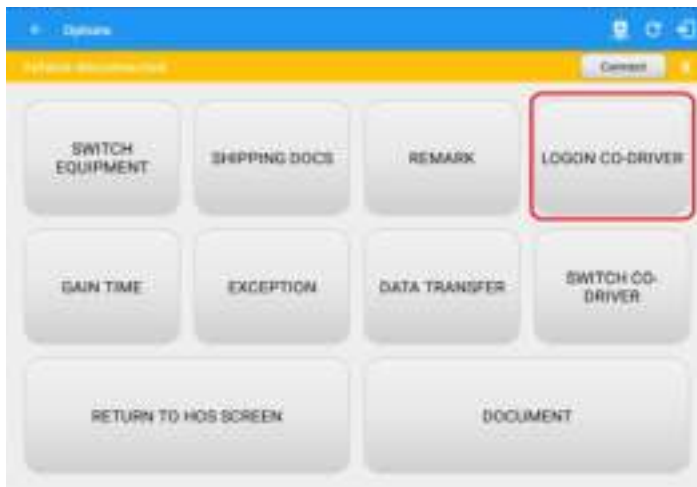 Options
Connect
SWITCH
EQUIPMENT
SHIPPING DOCS
REMARK
LOGON CO-DRIVER
GAIN TIME
EXCEPTION
DATA TRANSFER
SWITCH CO-
DRIVER
RETURN TO HOS SCREEN
DOCUMENT